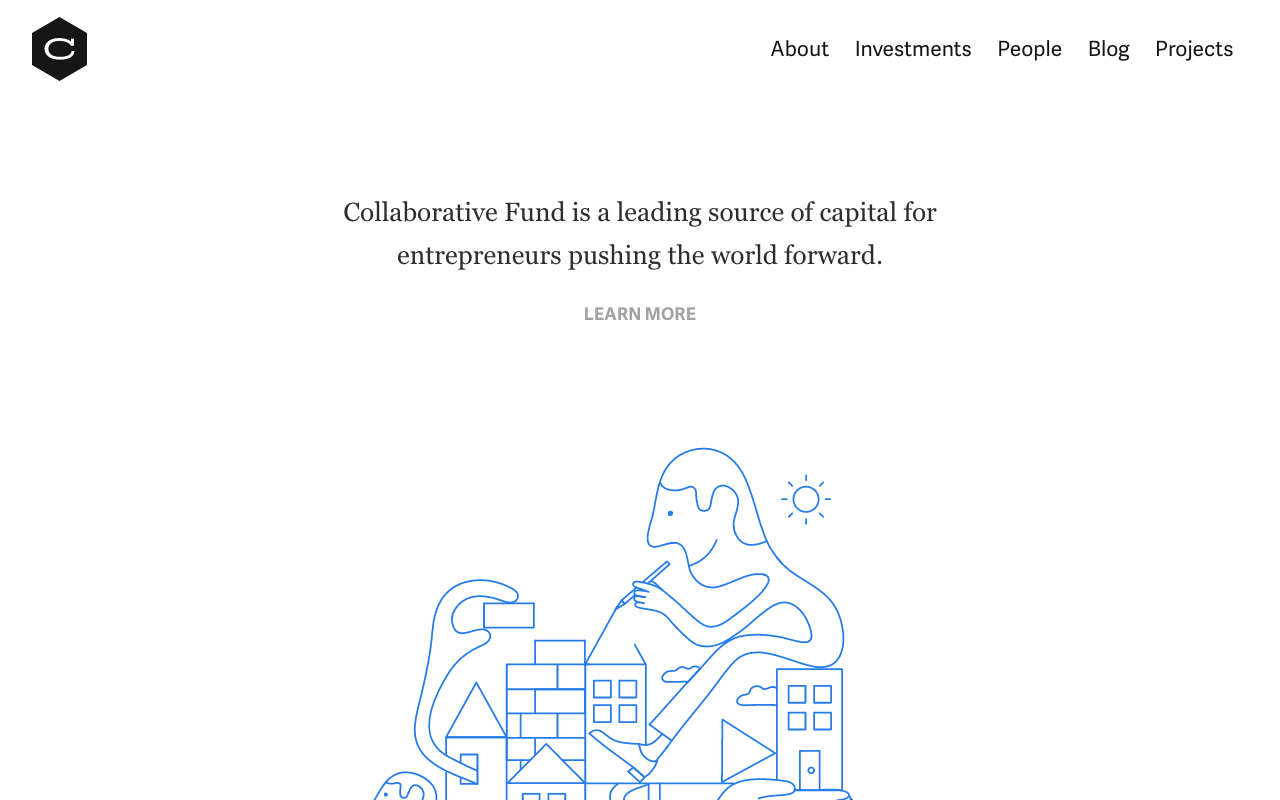 C
About Investments People Blog Projects
Collaborative Fund is a leading source of capital for
entrepreneurs pushing the world forward.
LEARN MORE